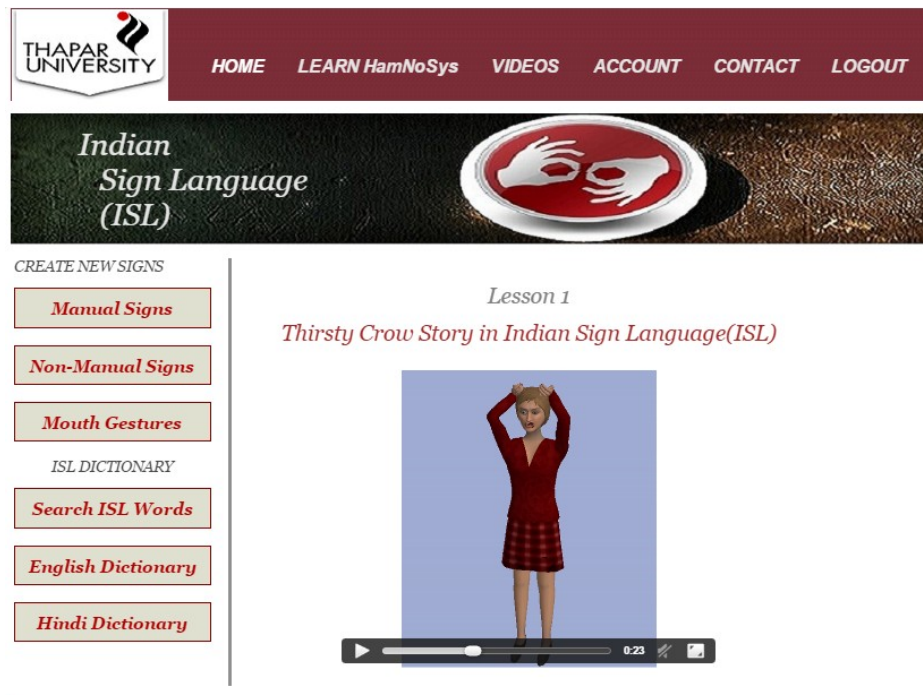 THAPAR
UNIVERSITY
HOME LEARN HamNoSys VIDEOS ACCOUNT CONTACT LOGOUT
Indian
Sign Language
(ISL)
CREATE NEW SIGNS
Manual Signs
Non-Manual Signs
Mouth Gestures
ISL DICTIONARY
Search ISL Words
English Dictionary
Hindi Dictionary
Lesson 1
Thirsty Crow Story in Indian Sign Language(ISL)
0:23